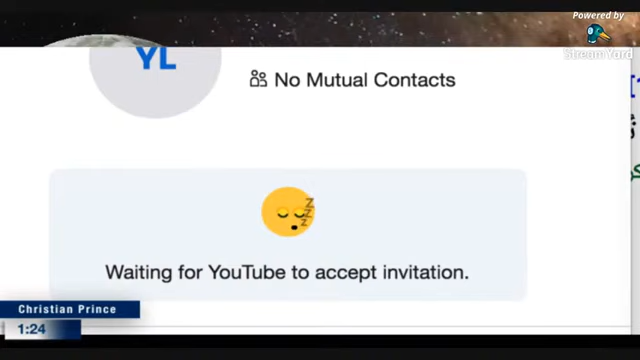 Powered by
StreamYard
YL
No Mutual Contacts
Waiting for YouTube to accept invitation.
Christian Prince
1:24